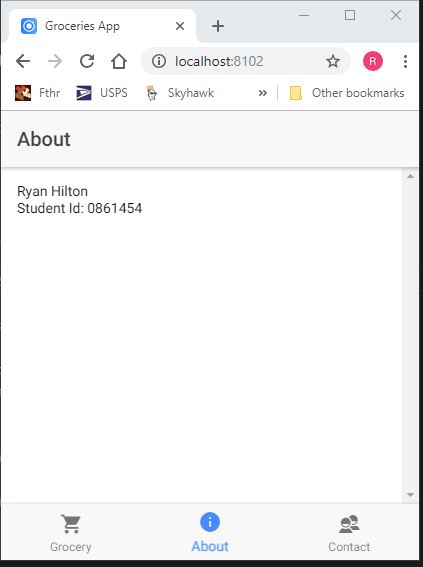 Groceries App
localhost:8102
R
Fthr USPS Skyhawk » Other bookmarks
About
Ryan Hilton
Student Id: 0861454
Grocery About Contact